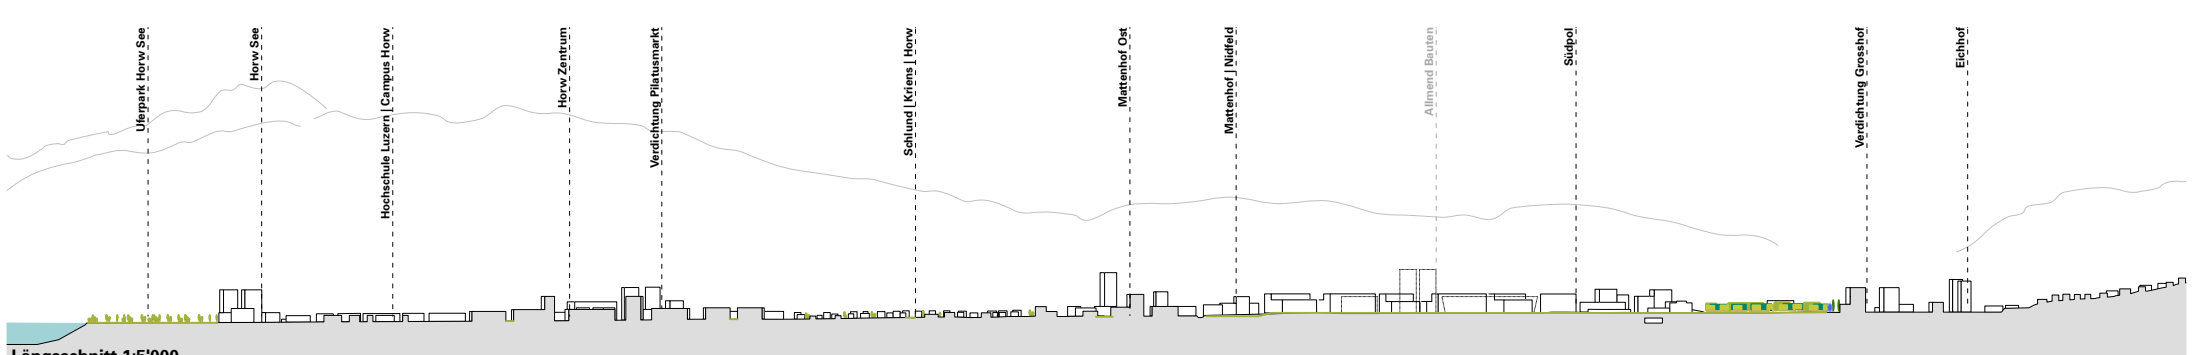 Uferpark Horw See
Horw See
Hochschule Luzern | Campus Horw
Horw Zentrum
Verdichtung Pilatusmarkt
Schlund | Kriens | Horw
Mattenhof Ost
Mattenhof | Nidfeld
Allmend Bauten
Südpol
Verdichtung Grosshof
Eichhof
Längsschnitt 1:5'000